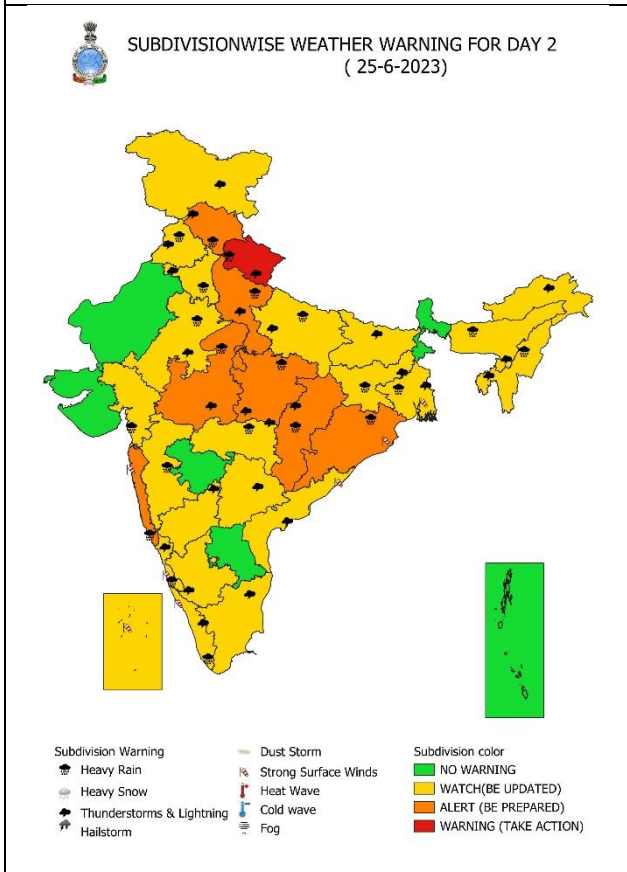 SUBDIVISIONWISE WEATHER WARNING FOR DAY 2
( 25-6-2023)
Subdivision Warning
Heavy Rain
Heavy Snow
Thunderstorms & Lightning
Hailstorm
Dust Storm
Strong Surface Winds
Heat Wave
Cold wave
Fog
Subdivision color
NO WARNING
WATCH(BE UPDATED)
ALERT (BE PREPARED)
WARNING (TAKE ACTION)